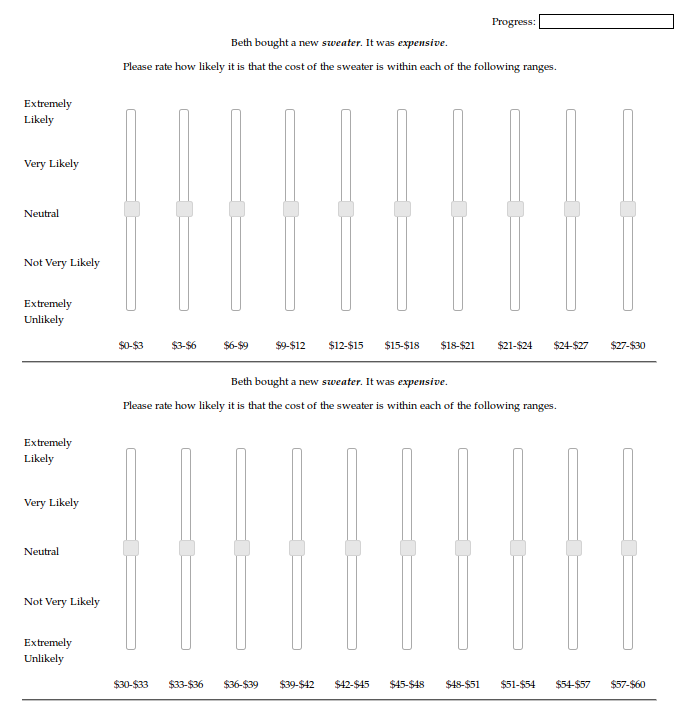 Progress:
Beth bought a new sweater. It was expensive.
Please rate how likely it is that the cost of the sweater is within each of the following ranges.
Extremely
Likely
Very Likely
Neutral
Not Very Likely
Extremely
Unlikely
$0-$3 $3-$6 $6-$9 $9-$12 $12-$15 $15-$18 $18-$21 $21-$24 $24-$27 $27-$30
Beth bought a new sweater. It was expensive.
Please rate how likely it is that the cost of the sweater is within each of the following ranges.
Extremely
Likely
Very Likely
Neutral
Not Very Likely
Extremely
Unlikely
$30-$33 $33-$36 $36-$39 $39-$42 $42-$45 $45-$48 $48-$51 $51-$54 $54-$57 $57-$60